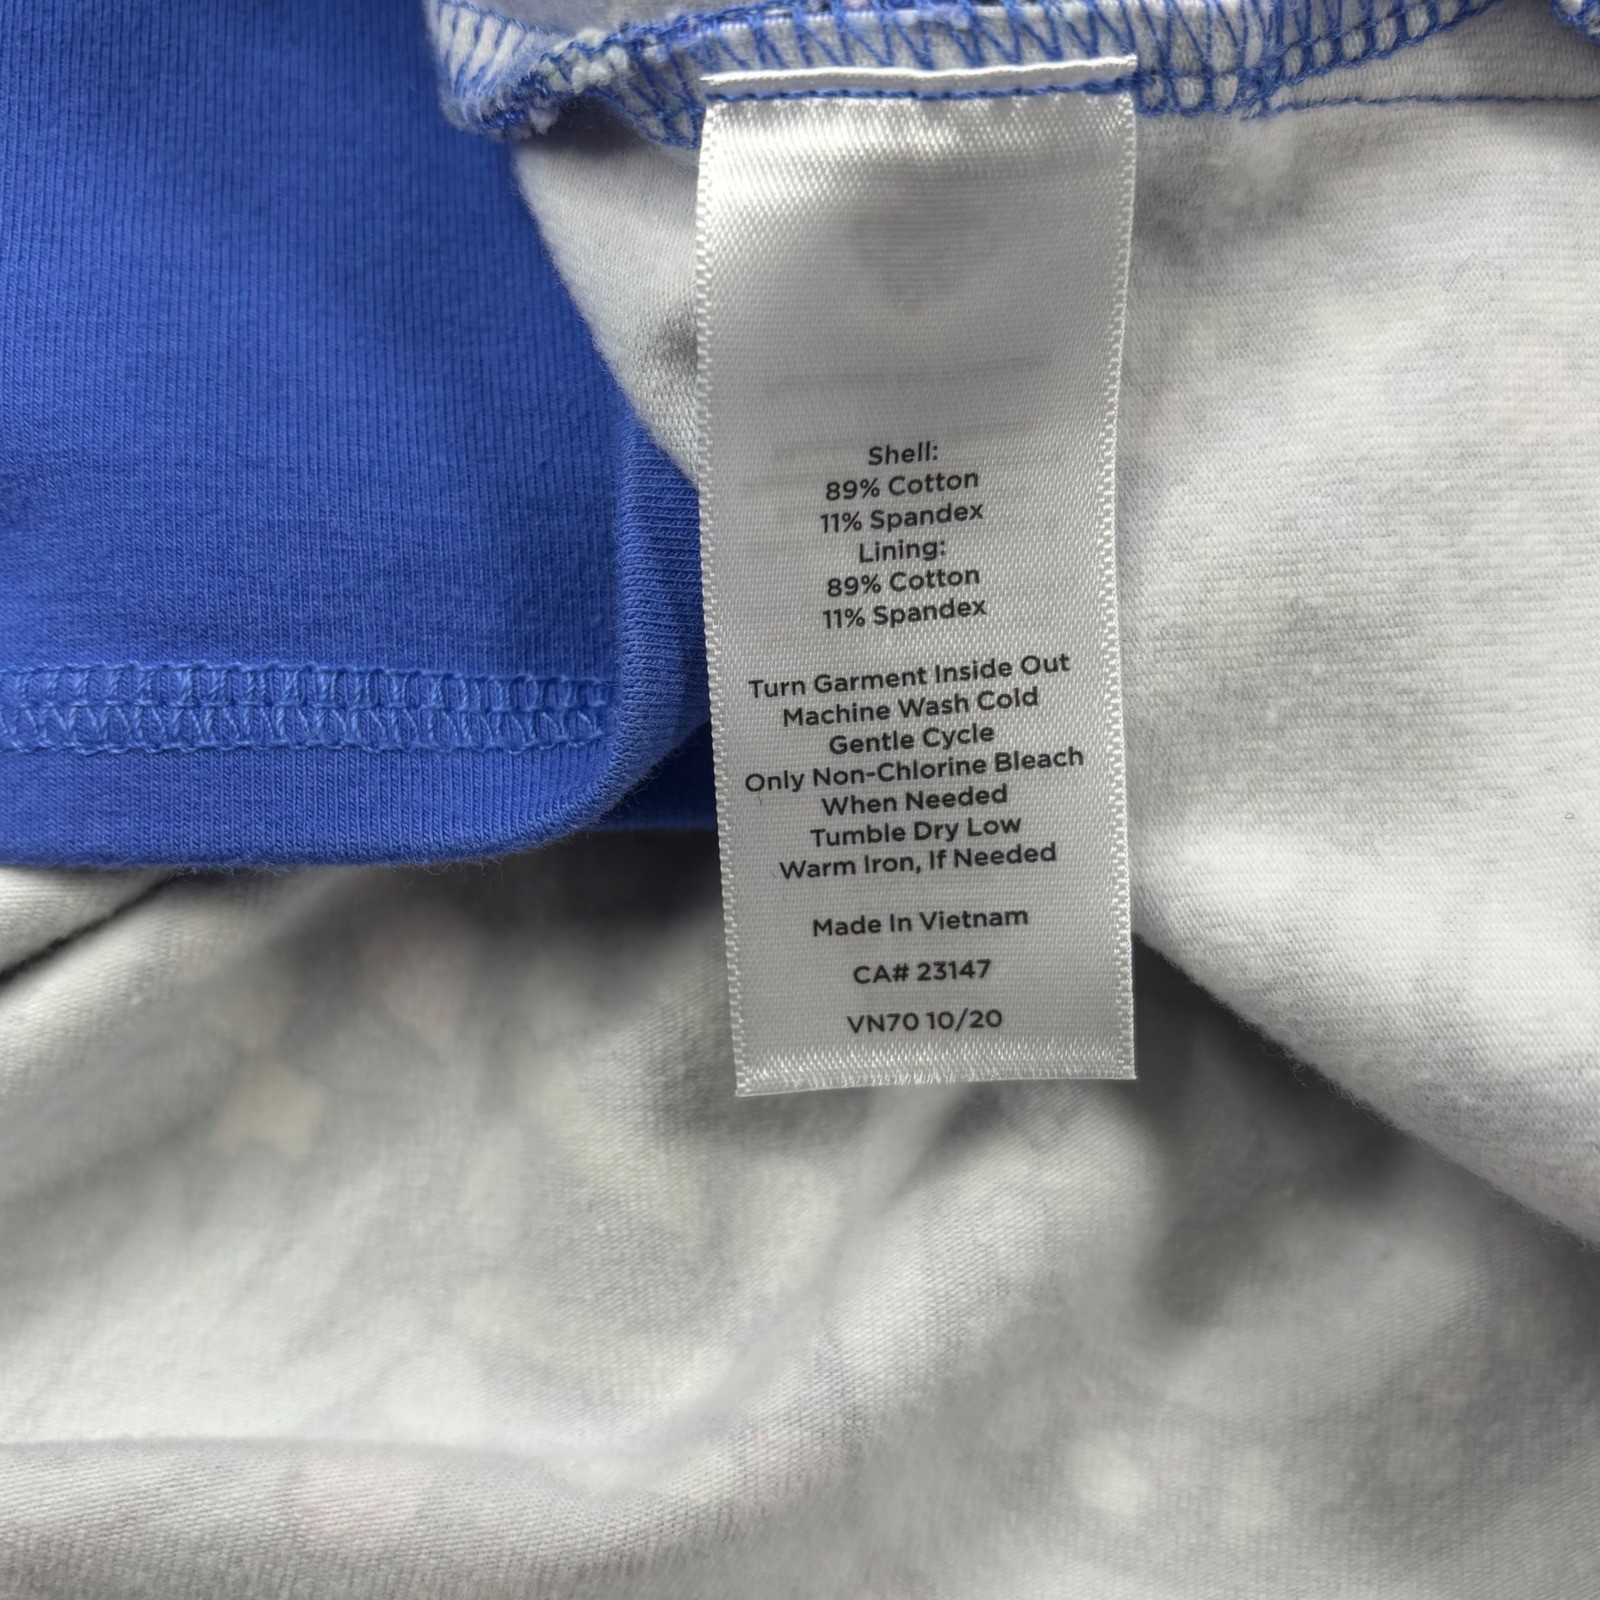 Shell:
89% Cotton
11% Spandex
Lining:
89% Cotton
11% Spandex
Turn Garment Inside Out
Machine Wash Cold
Gentle Cycle
Only Non-Chlorine Bleach
When Needed
Tumble Dry Low
Warm Iron, If Needed
Made In Vietnam
CA# 23147
VN70 10/20